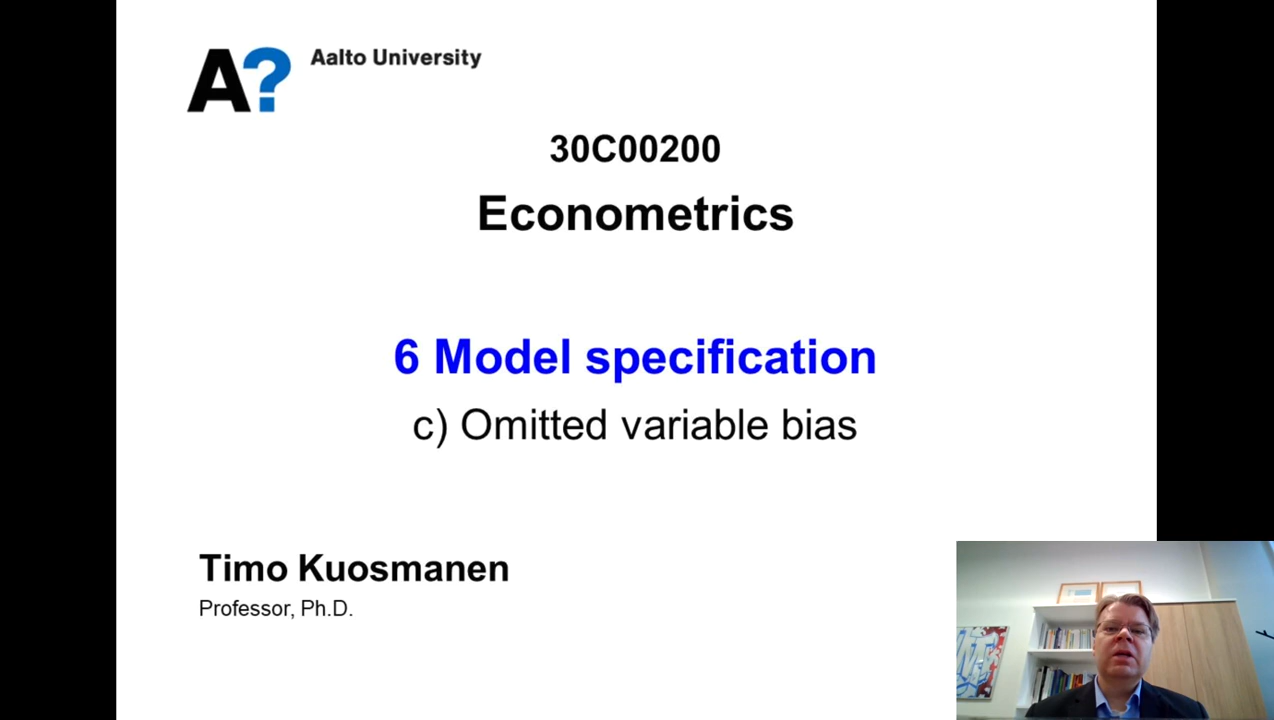 A?
Aalto University
30C00200
Econometrics
6 Model specification
c) Omitted variable bias
Timo Kuosmanen
Professor, Ph.D.